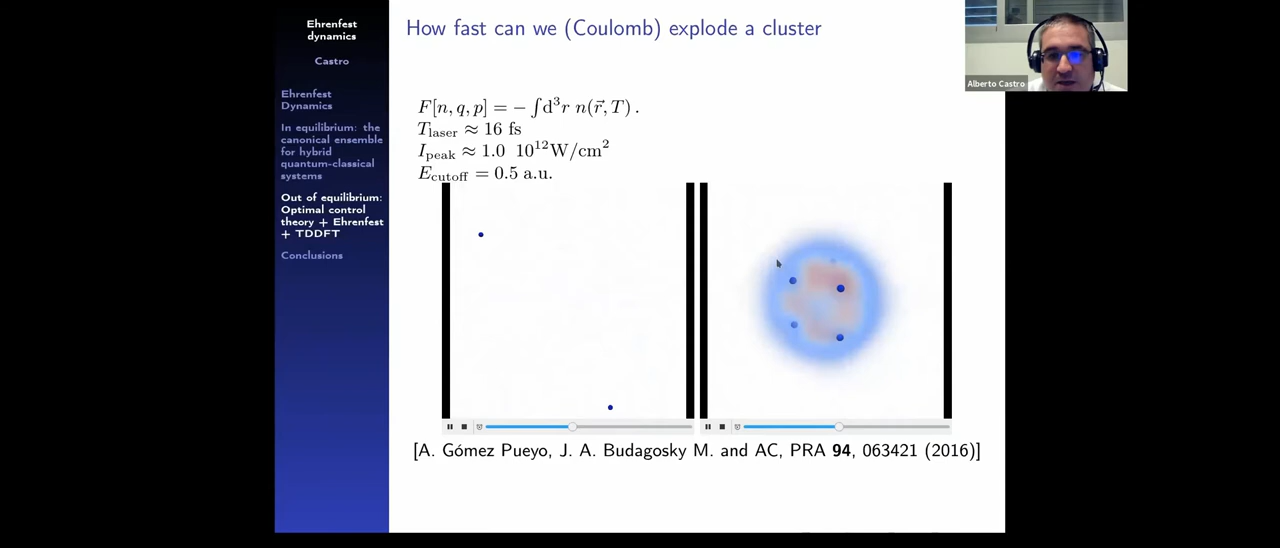 Ehrenfest
dynamics
Castro
Ehrenfest
Dynamics
In equilibrium: the
canonical ensemble
for hybrid
quantum-classical
systems
Out of equilibrium:
Optimal control
theory + Ehrenfest
+ TDDFT
Conclusions
How fast can we (Coulomb) explode a cluster
F[n, q, p] = − ∫d³r n(r⃗, T) .
T_laser ≈ 16 fs
I_peak ≈ 1.0 10¹²W/cm²
E_cutoff = 0.5 a.u.
[A. Gómez Pueyo, J. A. Budagosky M. and AC, PRA 94, 063421 (2016)]
Alberto Castro